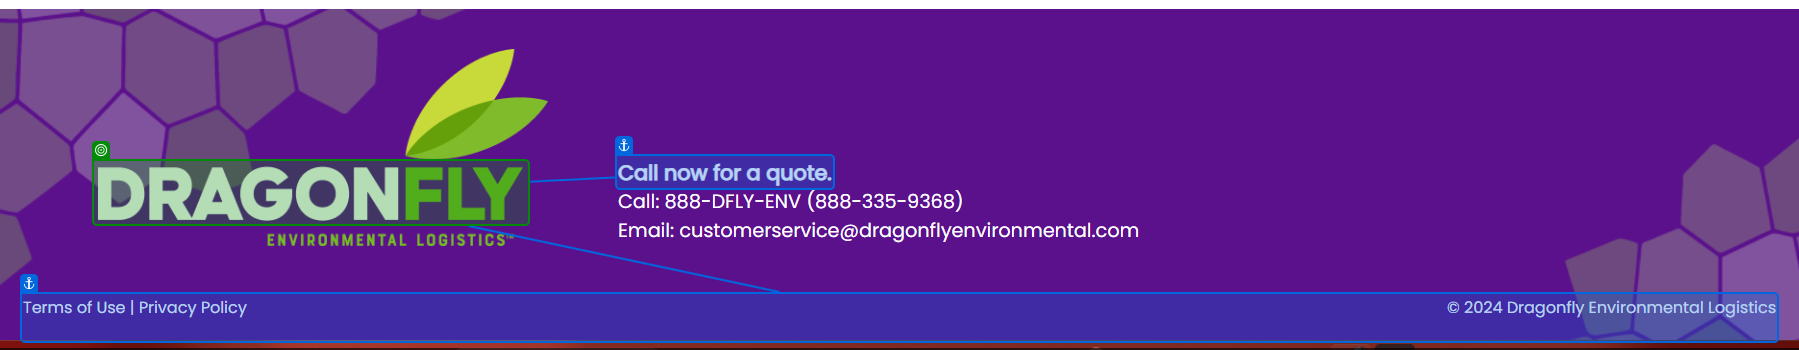 DRAGONFLY
ENVIRONMENTAL LOGISTICS™
Call now for a quote.
Call: 888-DFLY-ENV (888-335-9368)
Email: customerservice@dragonflyenvironmental.com
Terms of Use | Privacy Policy
© 2024 Dragonfly Environmental Logistics